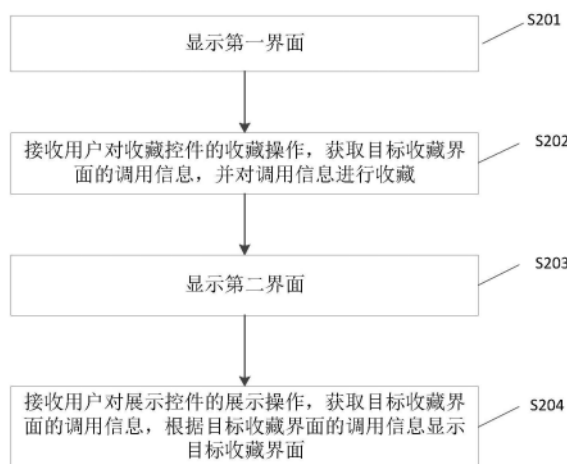 显示第一界面
S201
接收用户对收藏控件的收藏操作，获取目标收藏界
面的调用信息，并对调用信息进行收藏
S202
显示第二界面
S203
接收用户对展示控件的展示操作，获取目标收藏界
面的调用信息，根据目标收藏界面的调用信息显示
目标收藏界面
S204